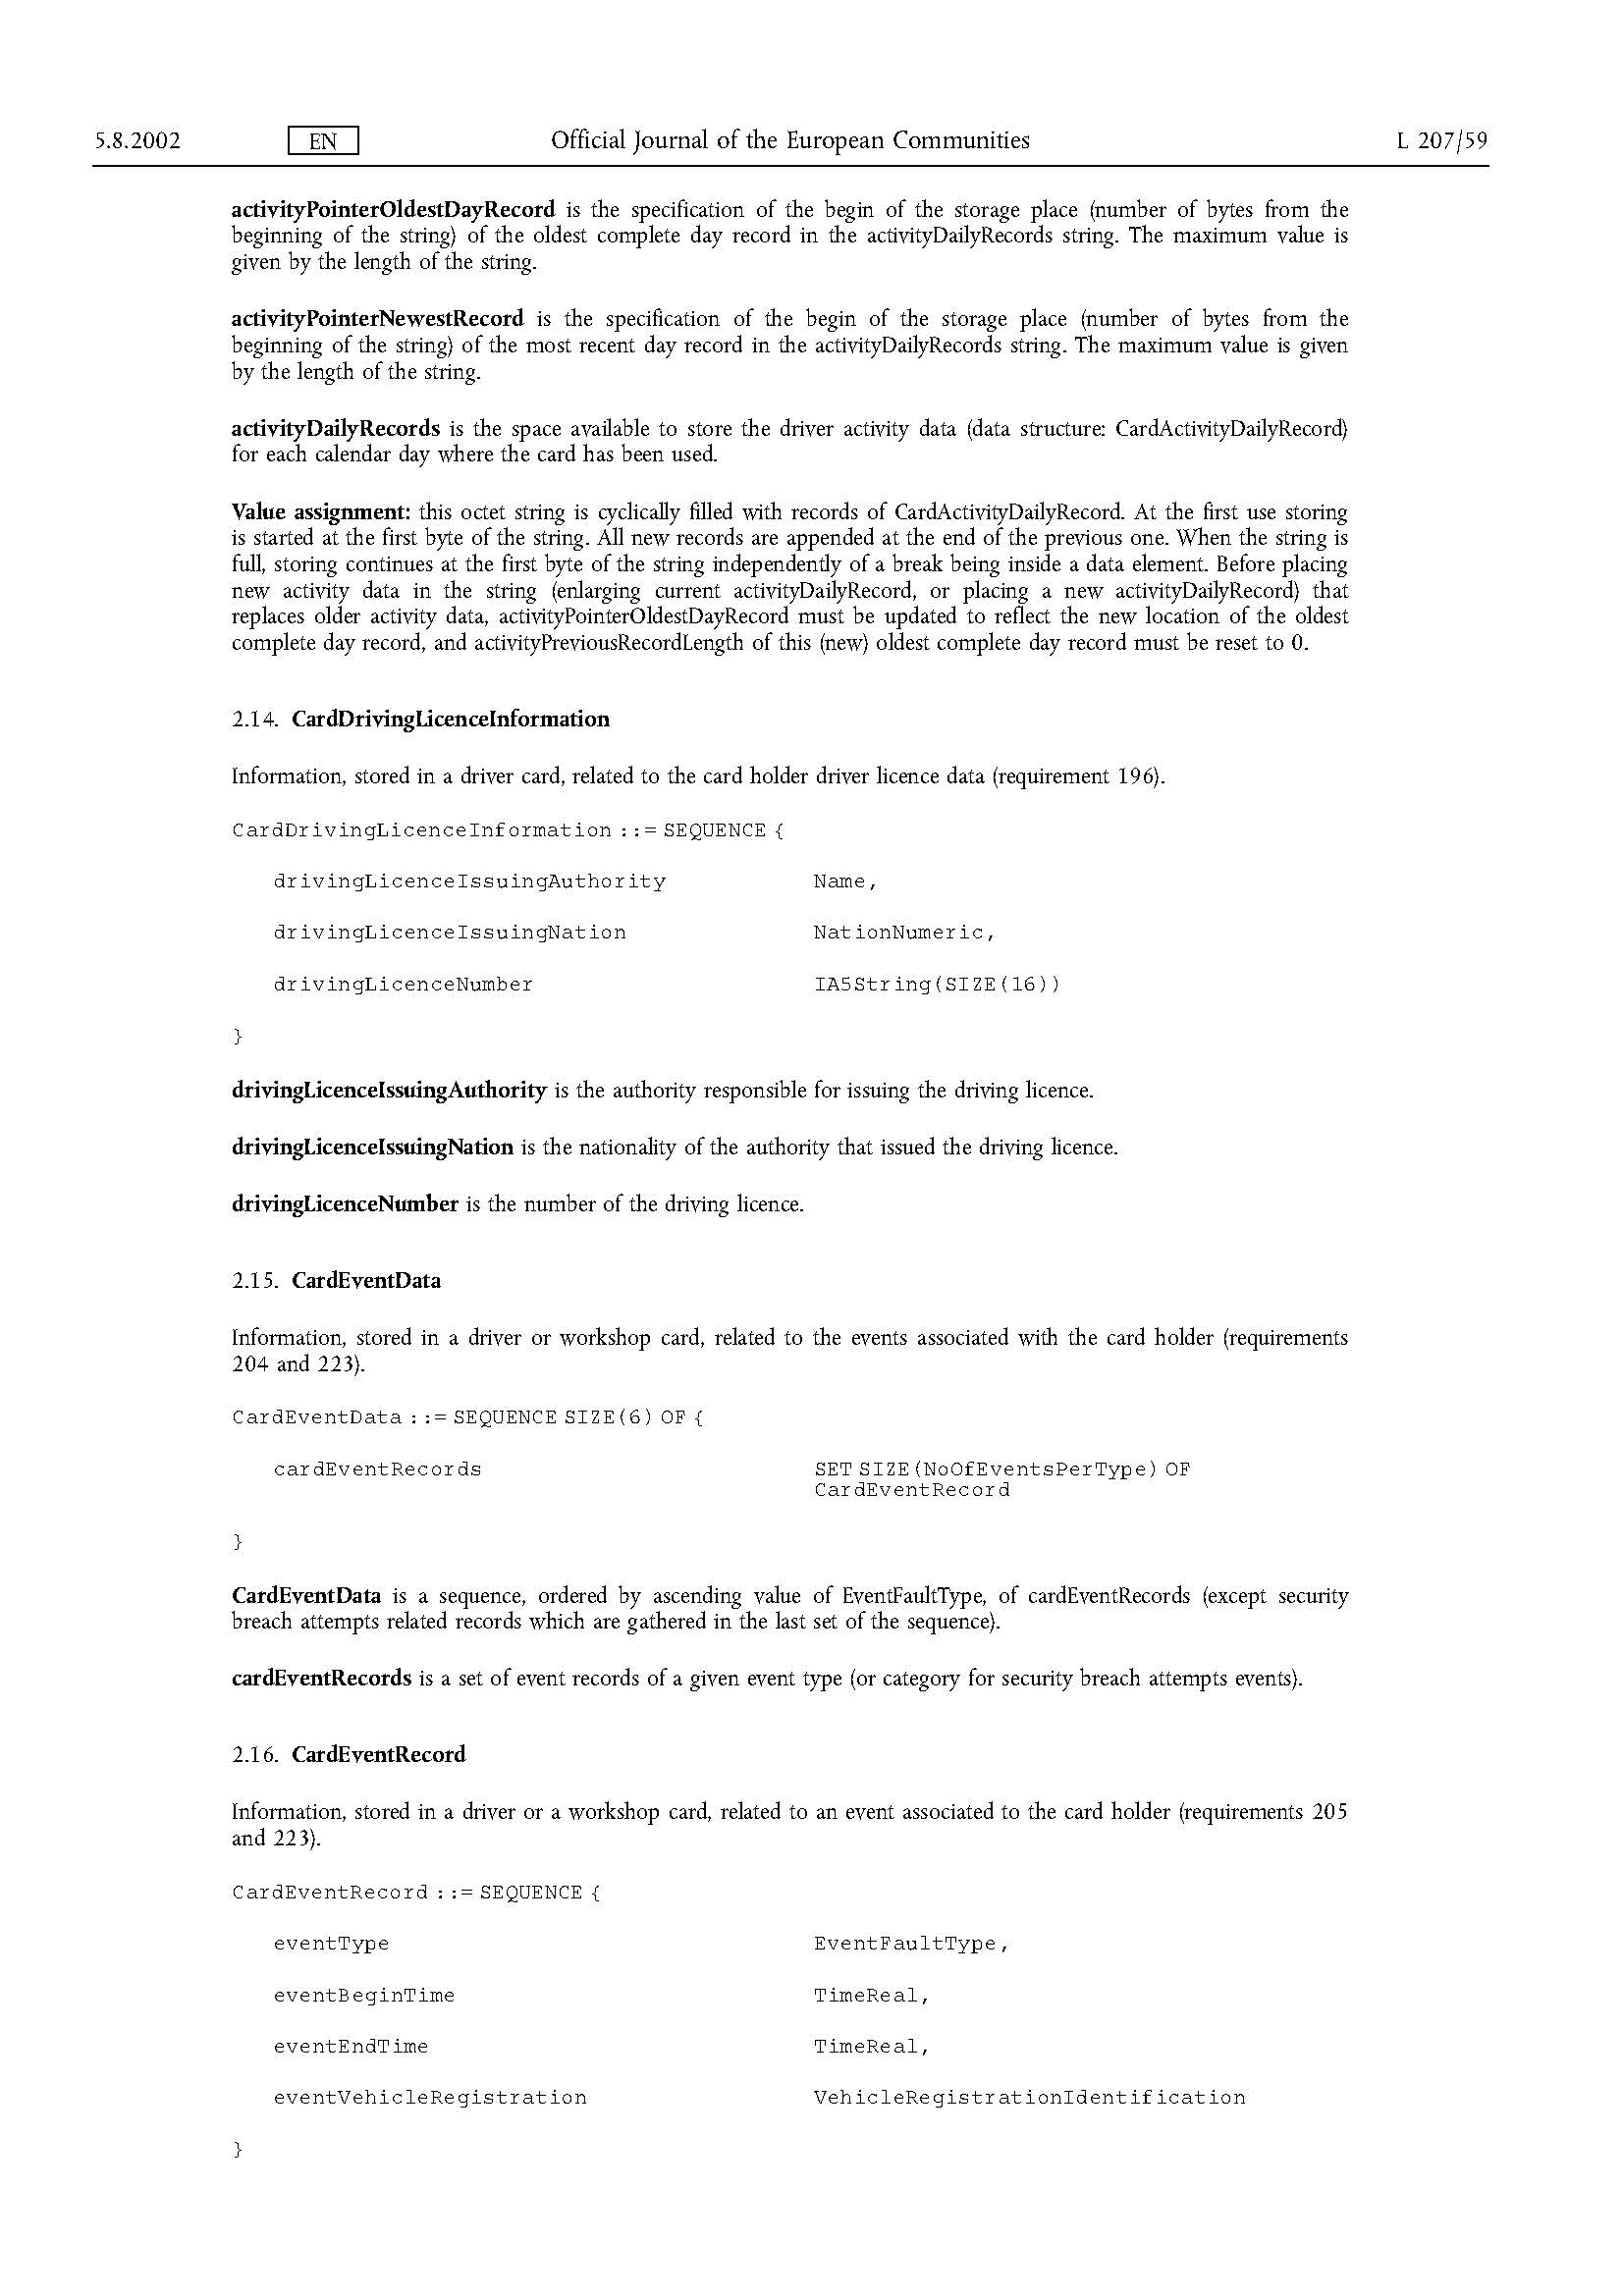 5.8.2002 EN Official Journal of the European Communities L 207/59
activityPointerOldestDayRecord is the specification of the begin of the storage place (number of bytes from the
beginning of the string) of the oldest complete day record in the activityDailyRecords string. The maximum value is
given by the length of the string.
activityPointerNewestRecord is the specification of the begin of the storage place (number of bytes from the
beginning of the string) of the most recent day record in the activityDailyRecords string. The maximum value is given
by the length of the string.
activityDailyRecords is the space available to store the driver activity data (data structure: CardActivityDailyRecord)
for each calendar day where the card has been used.
Value assignment: this octet string is cyclically filled with records of CardActivityDailyRecord. At the first use storing
is started at the first byte of the string. All new records are appended at the end of the previous one. When the string is
full, storing continues at the first byte of the string independently of a break being inside a data element. Before placing
new activity data in the string (enlarging current activityDailyRecord, or placing a new activityDailyRecord) that
replaces older activity data, activityPointerOldestDayRecord must be updated to reflect the new location of the oldest
complete day record, and activityPreviousRecordLength of this (new) oldest complete day record must be reset to 0.
2.14. CardDrivingLicenceInformation
Information, stored in a driver card, related to the card holder driver licence data (requirement 196).
CardDrivingLicenceInformation ::= SEQUENCE {
drivingLicenceIssuingAuthority Name,
drivingLicenceIssuingNation NationNumeric,
drivingLicenceNumber IA5String(SIZE(16))
}
drivingLicenceIssuingAuthority is the authority responsible for issuing the driving licence.
drivingLicenceIssuingNation is the nationality of the authority that issued the driving licence.
drivingLicenceNumber is the number of the driving licence.
2.15. CardEventData
Information, stored in a driver or workshop card, related to the events associated with the card holder (requirements
204 and 223).
CardEventData ::= SEQUENCE SIZE(6) OF {
cardEventRecords SET SIZE(NoOfEventsPerType) OF
CardEventRecord
}
CardEventData is a sequence, ordered by ascending value of EventFaultType, of cardEventRecords (except security
breach attempts related records which are gathered in the last set of the sequence).
cardEventRecords is a set of event records of a given event type (or category for security breach attempts events).
2.16. CardEventRecord
Information, stored in a driver or a workshop card, related to an event associated to the card holder (requirements 205
and 223).
CardEventRecord ::= SEQUENCE {
eventType EventFaultType,
eventBeginTime TimeReal,
eventEndTime TimeReal,
eventVehicleRegistration VehicleRegistrationIdentification
}